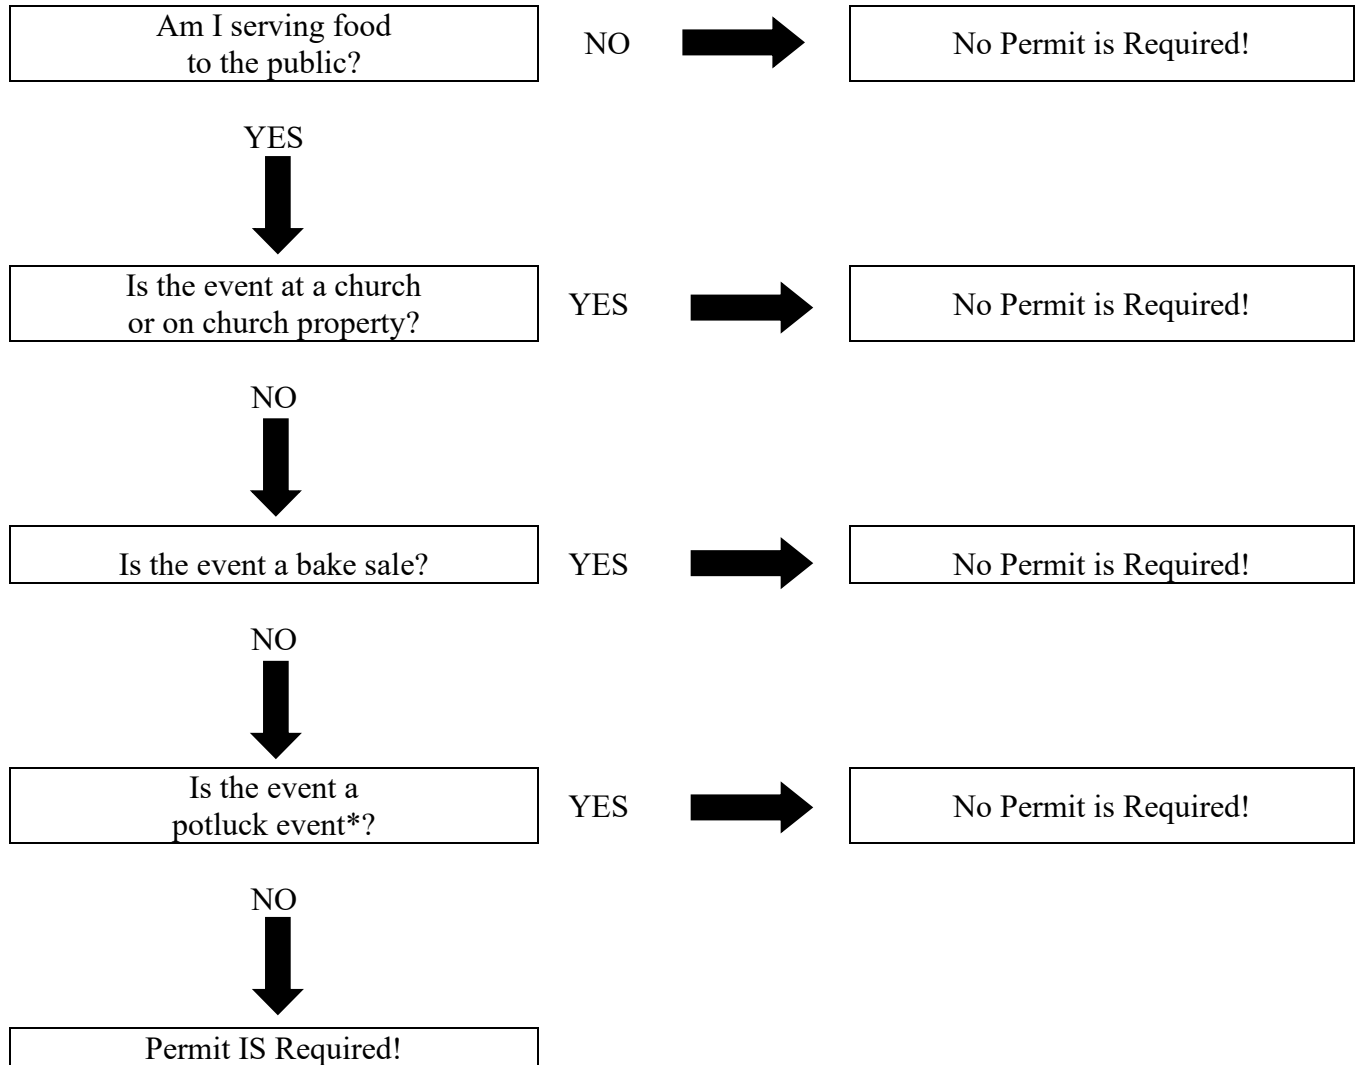 Am I serving food
to the public?
NO
No Permit is Required!
YES
Is the event at a church
or on church property?
YES
No Permit is Required!
NO
Is the event a bake sale?
YES
No Permit is Required!
NO
Is the event a
potluck event*?
YES
No Permit is Required!
NO
Permit IS Required!